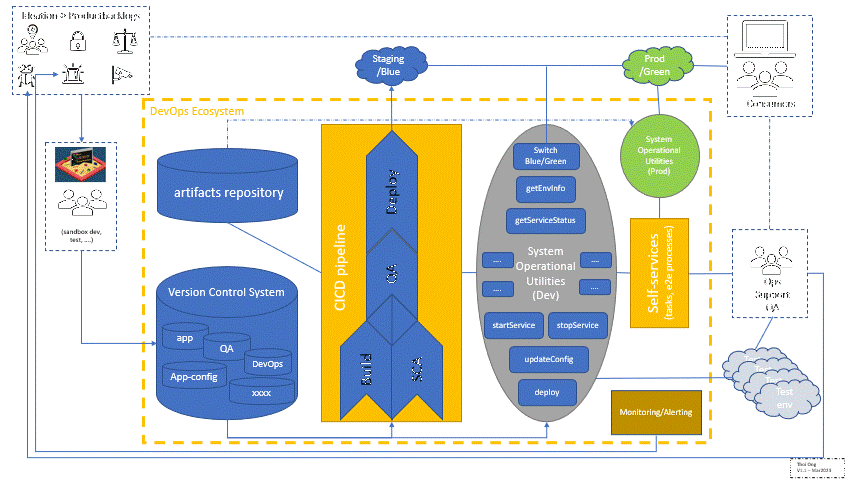 Ideation > Productbacklogs
Staging
/Blue
Prod
/Green
Consumers
DevOps Ecosystem
(sandbox dev,
test, ....)
artifacts repository
Version Control System
app
QA
DevOps
App-config
xxxx
CICD pipeline
Deploy
QA
Build
SCA
Switch
Blue/Green
getEnvInfo
getServiceStatus
System
Operational
Utilities
(Dev)
....
....
....
....
startService
stopService
updateConfig
deploy
System
Operational
Utilities
(Prod)
Self-services
(tasks, e2e processes)
Ops
Support
QA
Test
env
Monitoring/Alerting
V1.1 – Mar2023